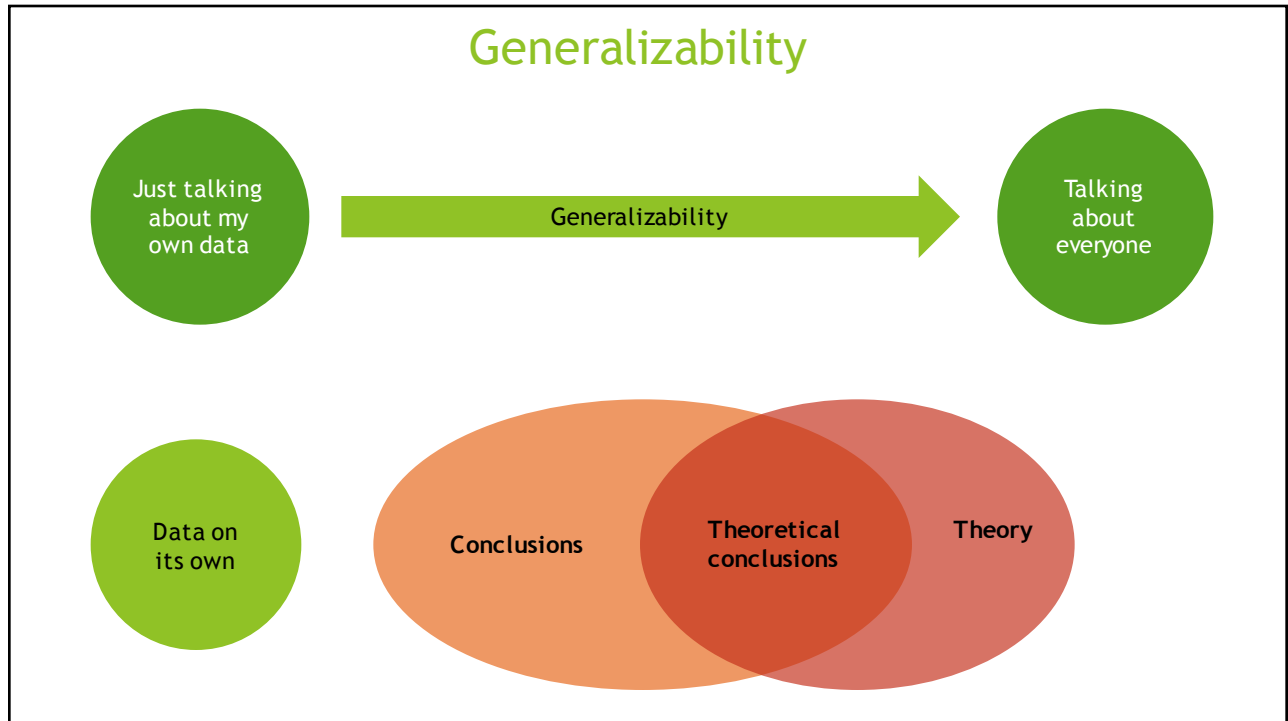 Generalizability
Just talking
about my
own data
Generalizability
Talking
about
everyone
Data on
its own
Conclusions
Theoretical
conclusions
Theory